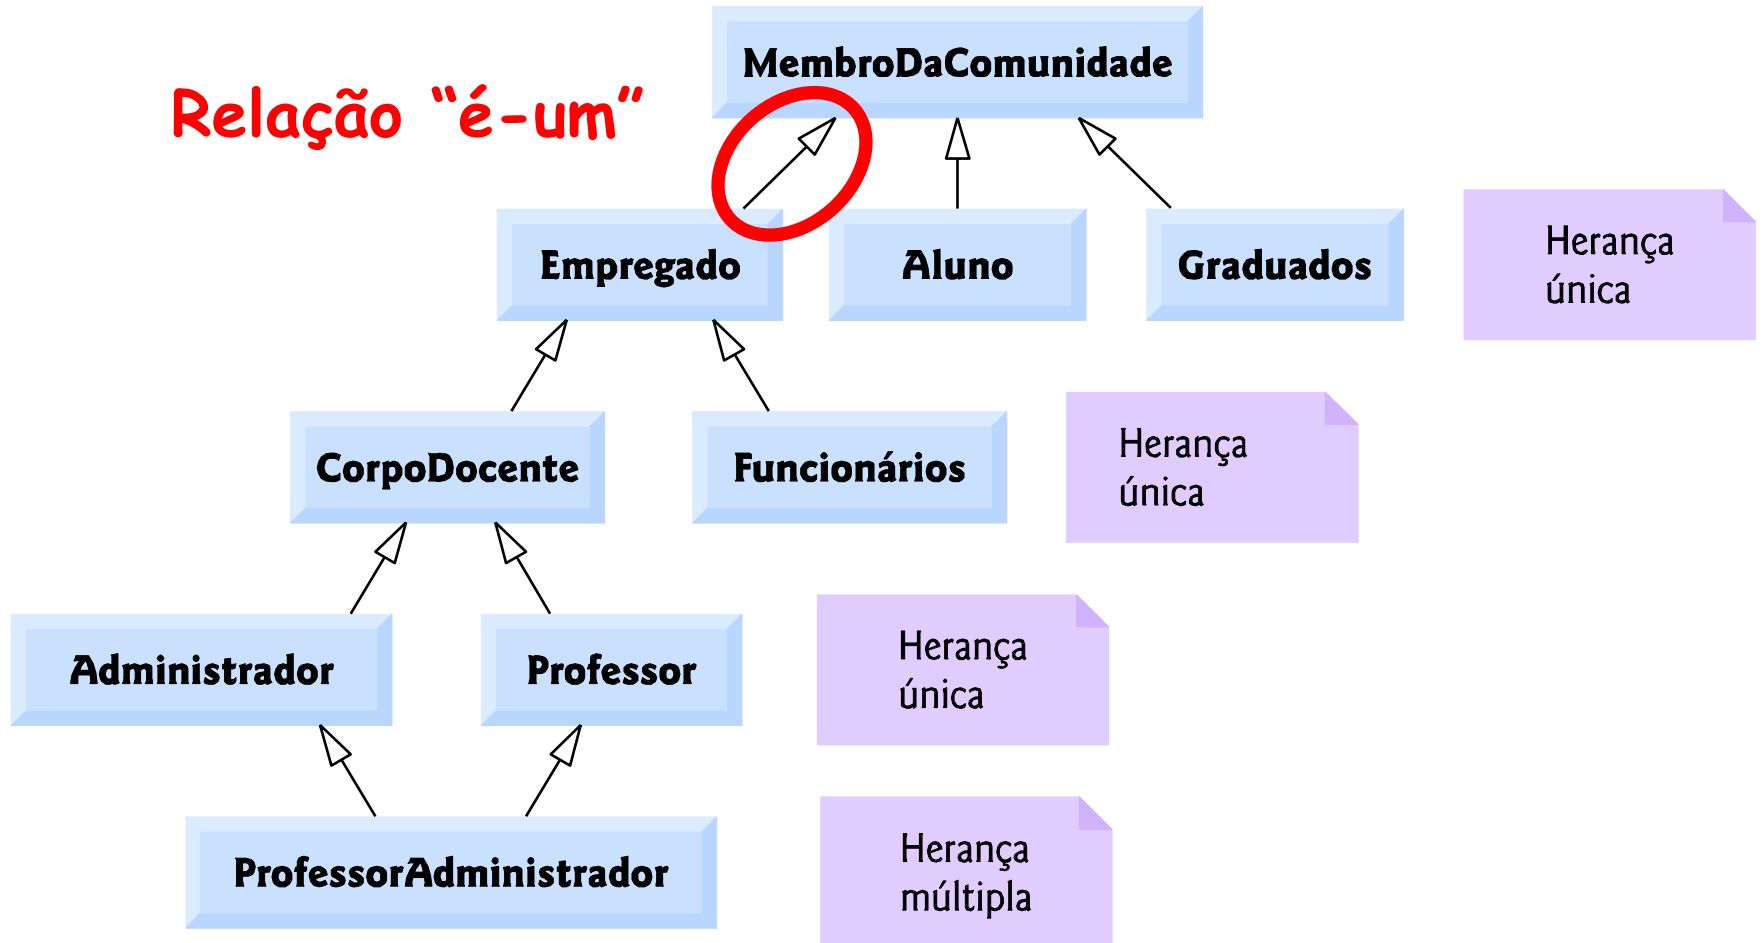 MembroDaComunidade
Relação “é-um”
Empregado
Aluno
Graduados
Herança
única
CorpoDocente
Funcionários
Herança
única
Administrador
Professor
Herança
única
ProfessorAdministrador
Herança
múltipla